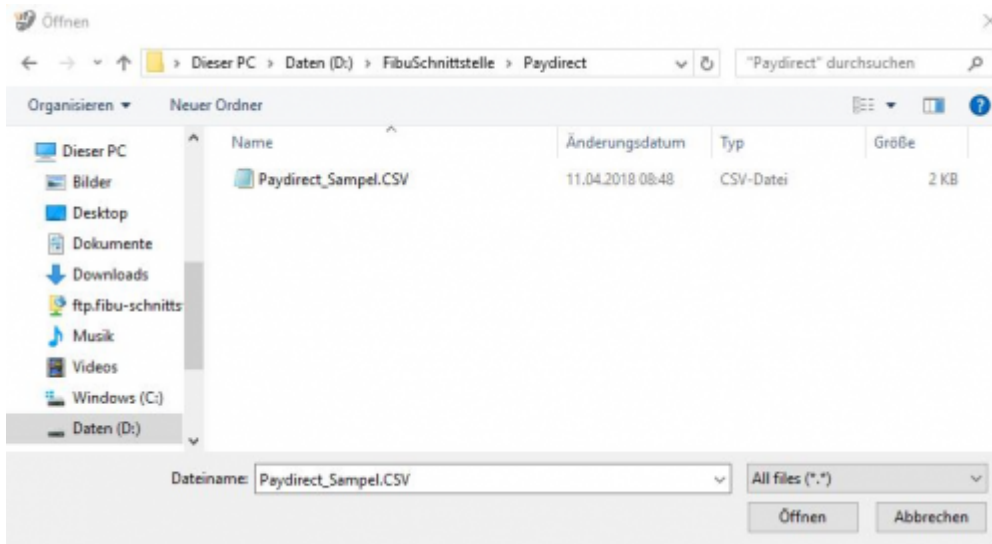 Öffnen
Dieser PC > Daten (D:) > FibuSchnittstelle > Paydirect
"Paydirect" durchsuchen
Organisieren
Neuer Ordner
Name
Änderungsdatum
Typ
Größe
Paydirect_Sampel.CSV
11.04.2018 08:48
CSV-Datei
2 KB
Dieser PC
Bilder
Desktop
Dokumente
Downloads
ftp.fibu-schnitts
Musik
Videos
Windows (C:)
Daten (D:)
Dateiname:
Paydirect_Sampel.CSV
All files (*.*)
Öffnen
Abbrechen